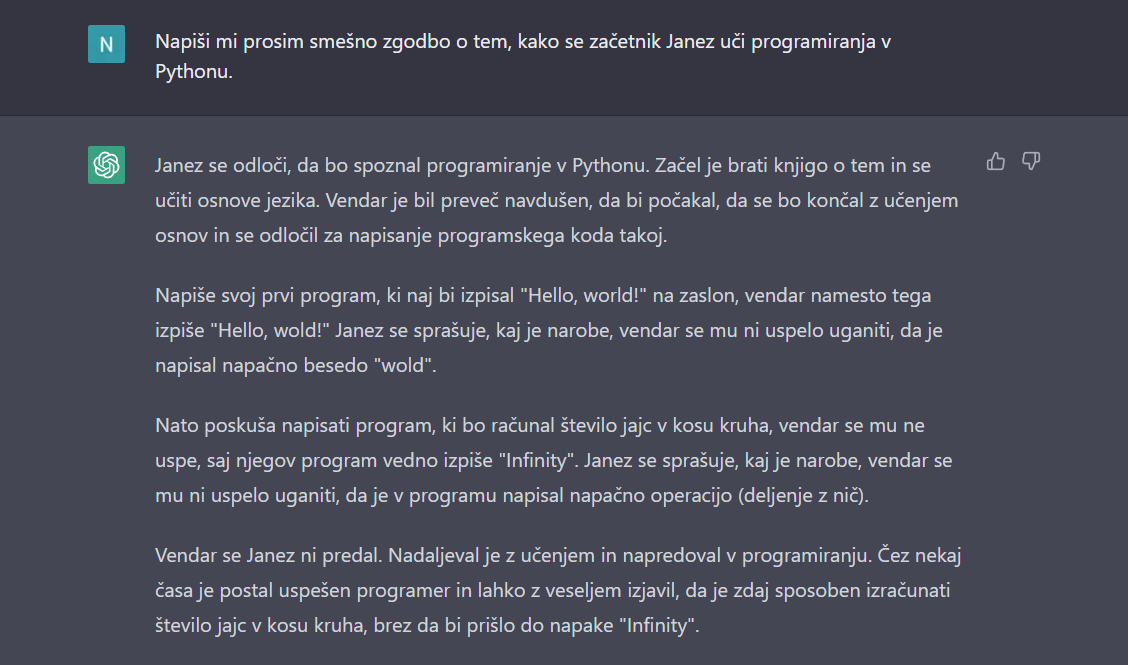 N
Napiši mi prosim smešno zgodbo o tem, kako se začetnik Janez uči programiranja v
Pythonu.
Janez se odloči, da bo spoznal programiranje v Pythonu. Začel je brati knjigo o tem in se
učiti osnove jezika. Vendar je bil preveč navdušen, da bi počakal, da se bo končal z učenjem
osnov in se odločil za napisanje programskega koda takoj.
Napiše svoj prvi program, ki naj bi izpisal "Hello, world!" na zaslon, vendar namesto tega
izpiše "Hello, wold!" Janez se sprašuje, kaj je narobe, vendar se mu ni uspelo uganiti, da je
napisal napačno besedo "wold".
Nato poskuša napisati program, ki bo računal število jajc v kosu kruha, vendar se mu ne
uspe, saj njegov program vedno izpiše "Infinity". Janez se sprašuje, kaj je narobe, vendar se
mu ni uspelo uganiti, da je v programu napisal napačno operacijo (deljenje z nič).
Vendar se Janez ni predal. Nadaljeval je z učenjem in napredoval v programiranju. Čez nekaj
časa je postal uspešen programer in lahko z veseljem izjavil, da je zdaj sposoben izračunati
število jajc v kosu kruha, brez da bi prišlo do napake "Infinity".